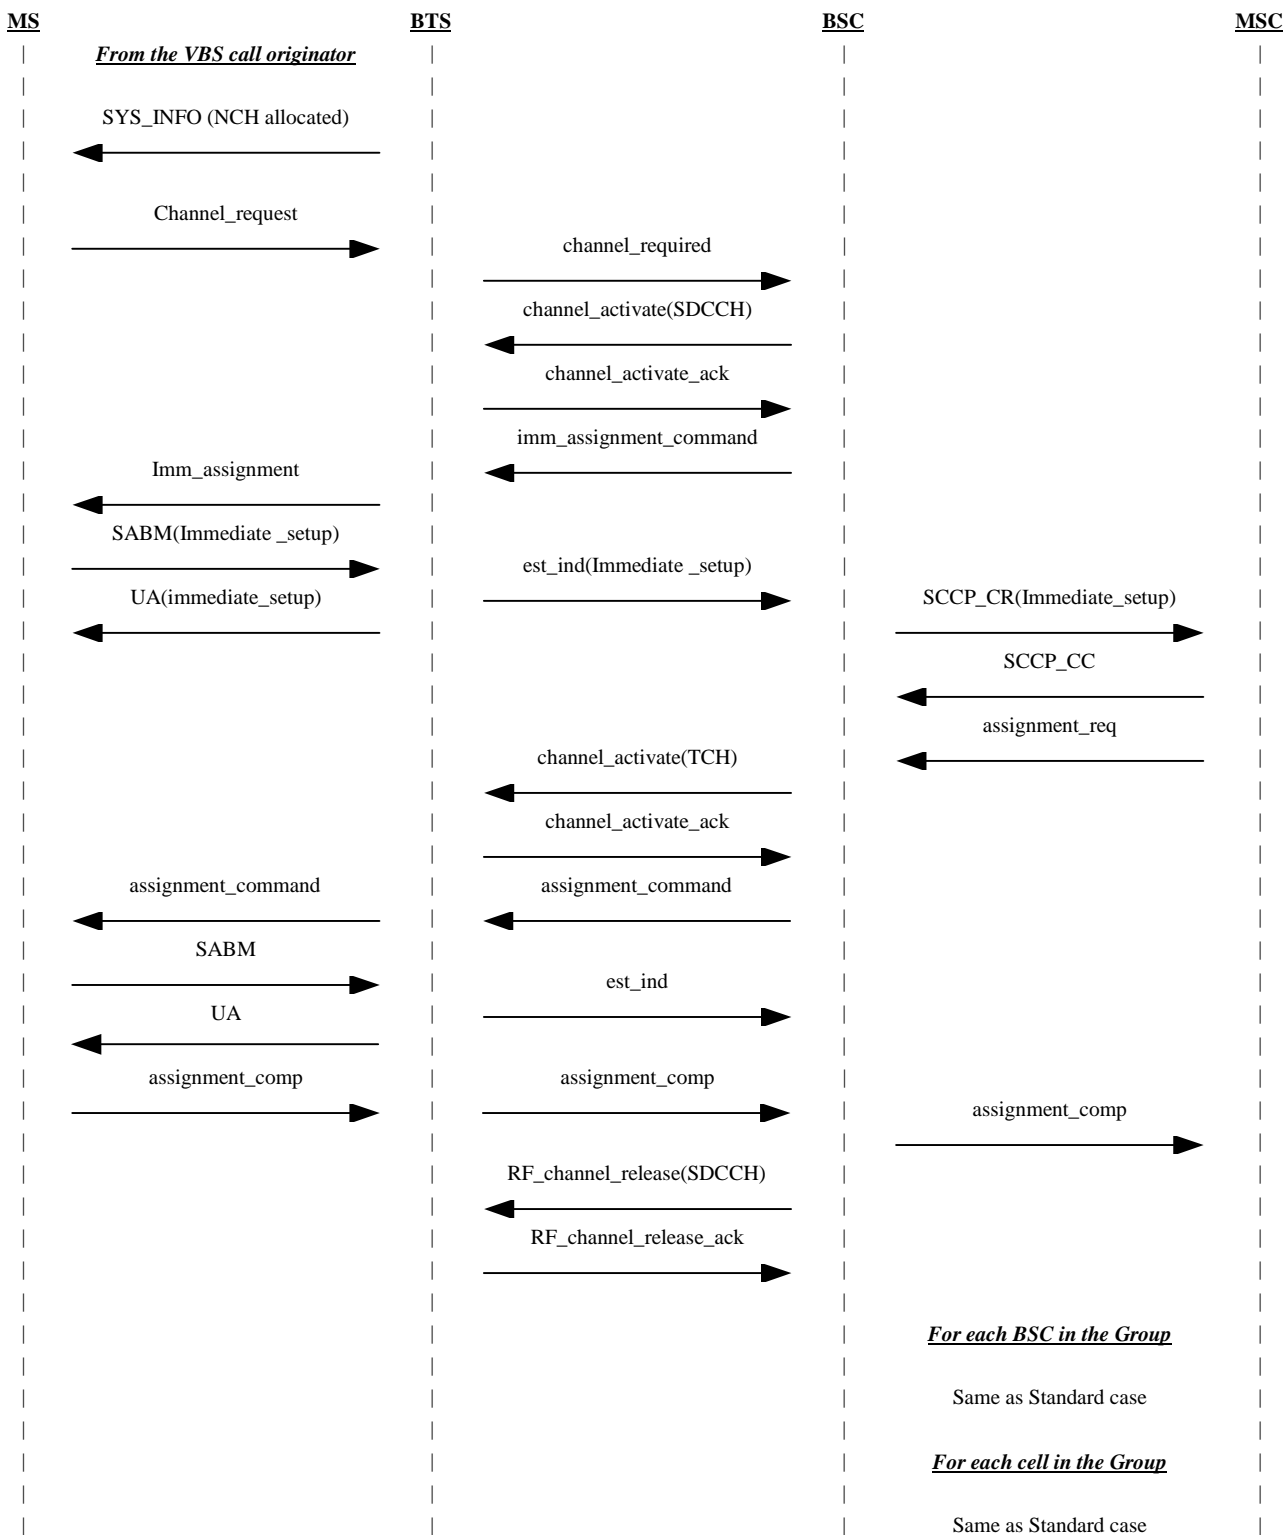 MS BTS BSC MSC
From the VBS call originator
SYS_INFO (NCH allocated)
Channel_request
channel_required
channel_activate(SDCCH)
channel_activate_ack
imm_assignment_command
Imm_assignment
SABM(Immediate _setup)
est_ind(Immediate _setup)
UA(immediate_setup)
SCCP_CR(Immediate_setup)
SCCP_CC
assignment_req
channel_activate(TCH)
channel_activate_ack
assignment_command assignment_command
SABM
est_ind
UA
assignment_comp assignment_comp
assignment_comp
RF_channel_release(SDCCH)
RF_channel_release_ack
For each BSC in the Group
Same as Standard case
For each cell in the Group
Same as Standard case